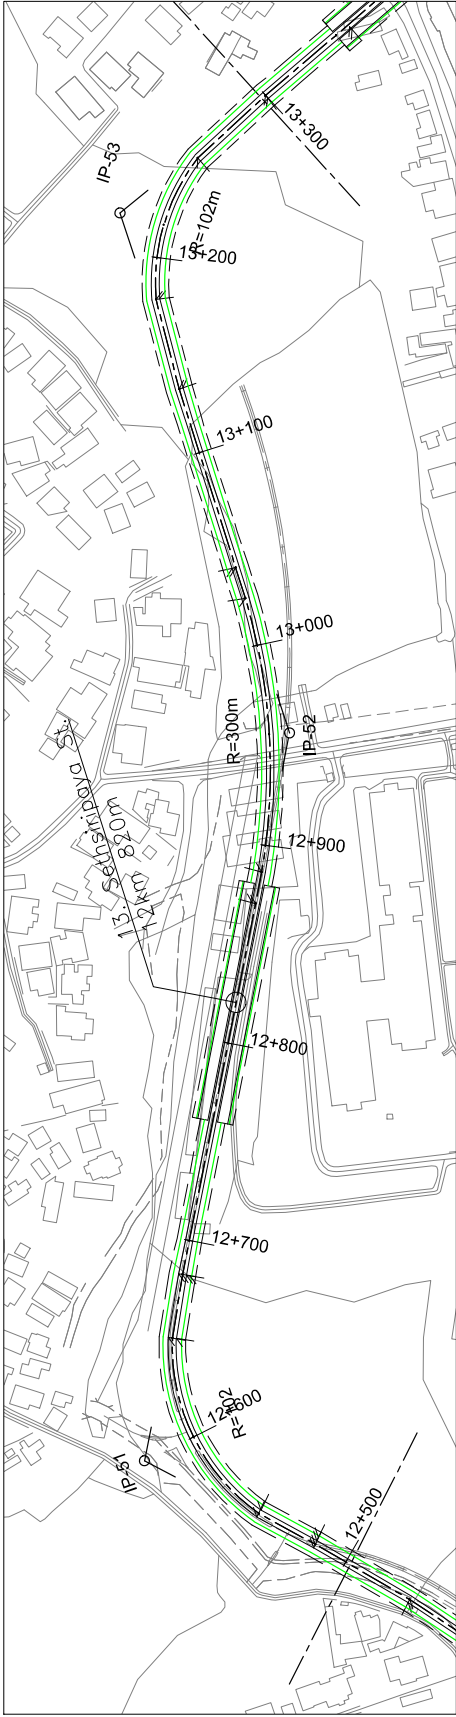 13+300
IP-53
R=102m
13+200
13+100
13+000
R=300m
IP-52
13. Sethsiripaya St.
12km 820m
12+900
12+800
12+700
12+600
R=102
IP-51
12+500